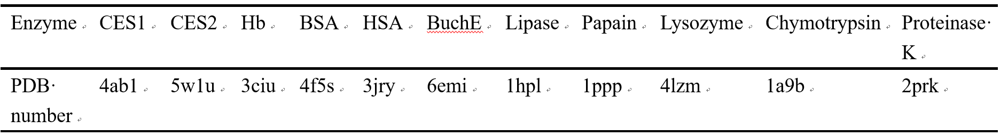 Enzyme CES1 CES2 Hb BSA HSA BuchE Lipase Papain Lysozyme Chymotrypsin Proteinase·
K
PDB· 4ab1 5w1u 3ciu 4f5s 3jry 6emi 1hpl 1ppp 4lzm 1a9b 2prk
number